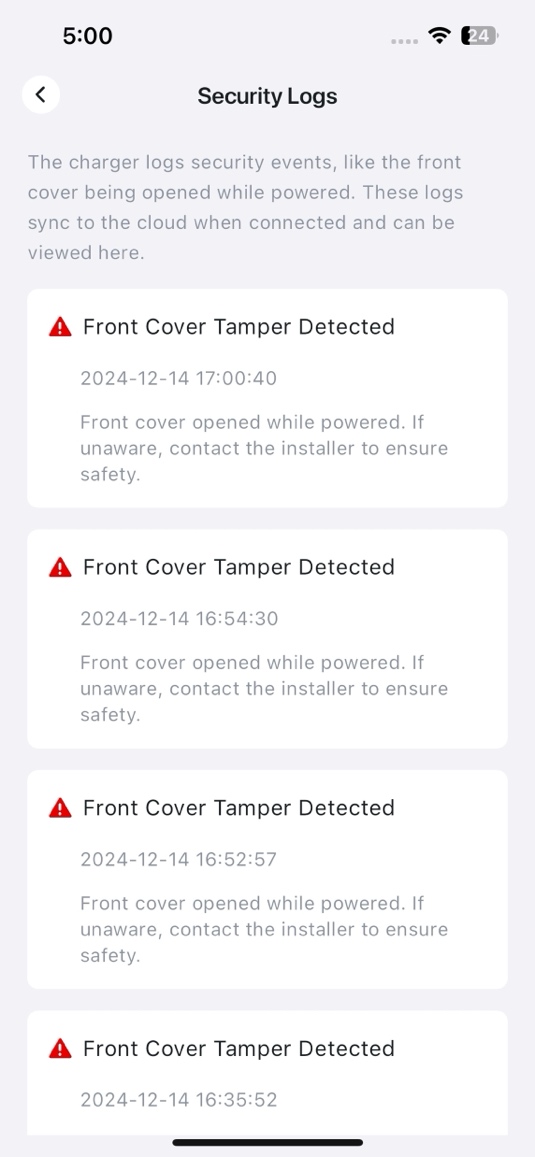 5:00
24
Security Logs
The charger logs security events, like the front
cover being opened while powered. These logs
sync to the cloud when connected and can be
viewed here.
Front Cover Tamper Detected
2024-12-14 17:00:40
Front cover opened while powered. If
unaware, contact the installer to ensure
safety.
Front Cover Tamper Detected
2024-12-14 16:54:30
Front cover opened while powered. If
unaware, contact the installer to ensure
safety.
Front Cover Tamper Detected
2024-12-14 16:52:57
Front cover opened while powered. If
unaware, contact the installer to ensure
safety.
Front Cover Tamper Detected
2024-12-14 16:35:52